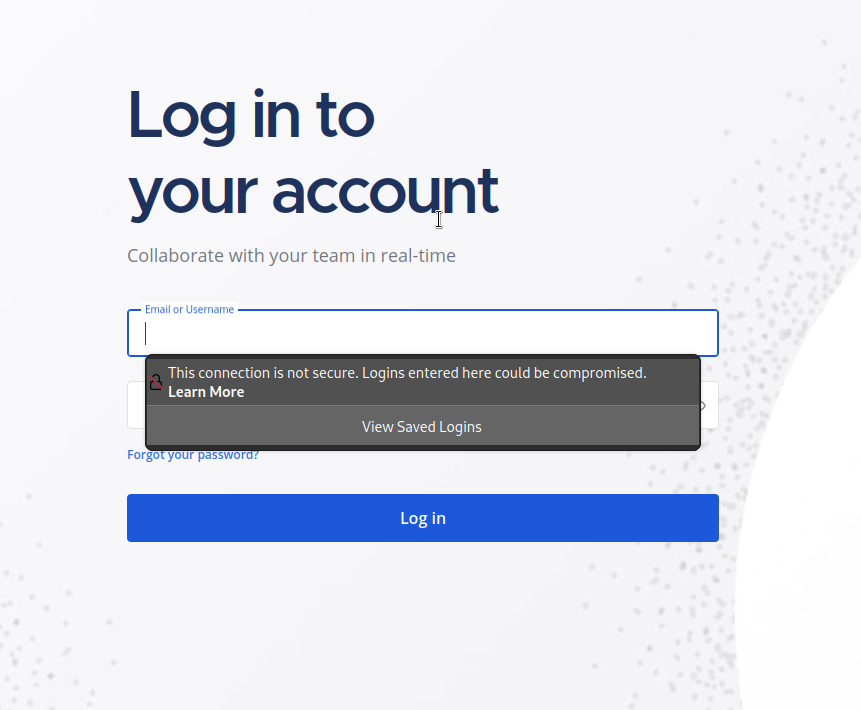 Log in to
your account
Collaborate with your team in real-time
Email or Username
This connection is not secure. Logins entered here could be compromised.
Learn More
View Saved Logins
Forgot your password?
Log in